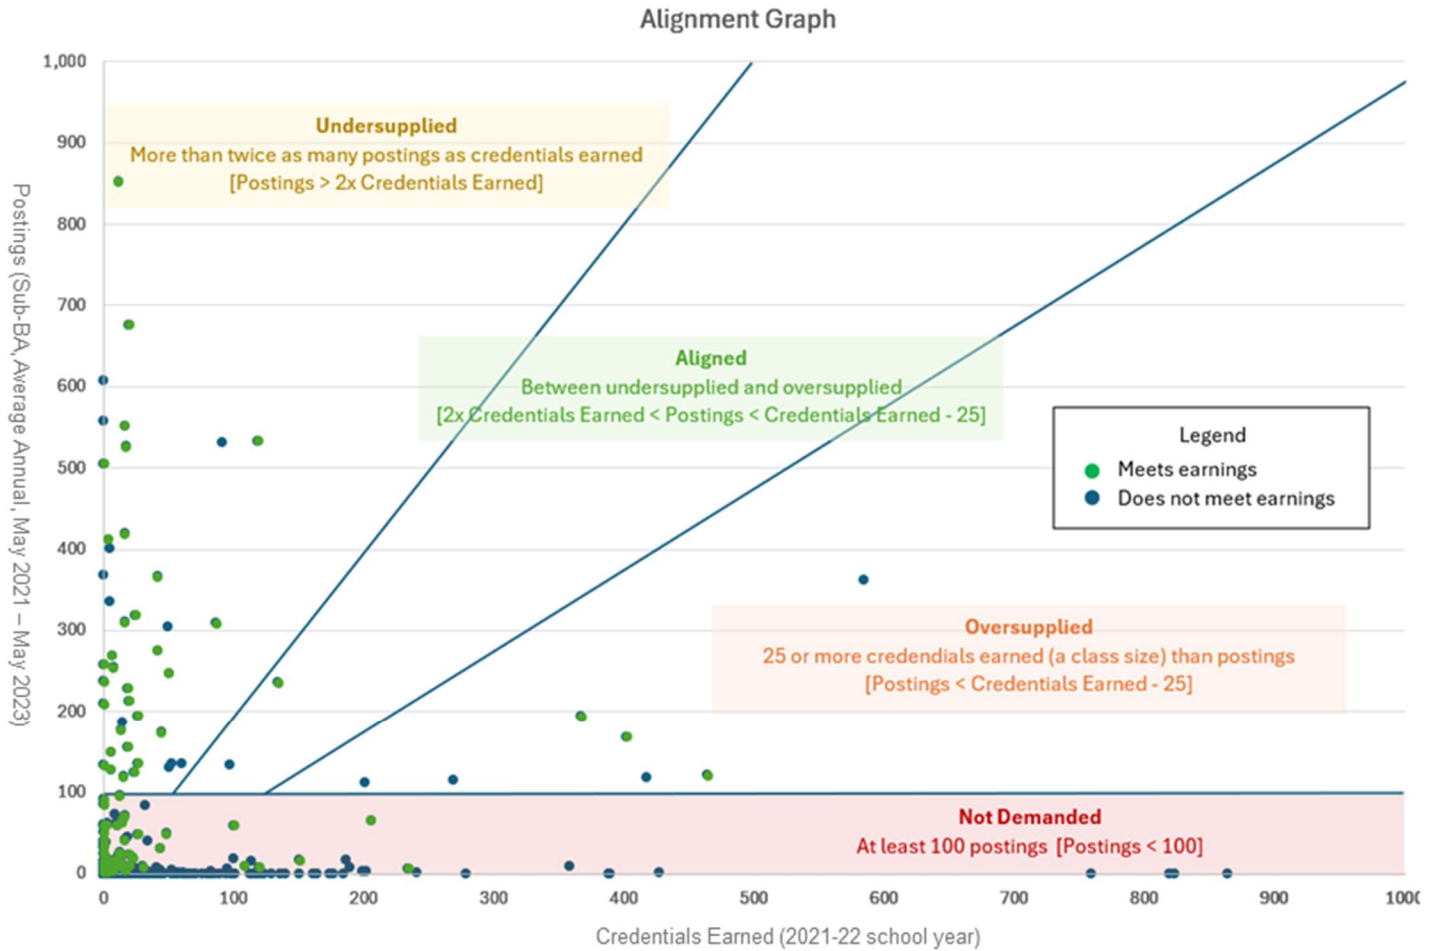 Alignment Graph
1,000
900
800
700
600
500
400
300
200
100
0
Postings (Sub-BA, Average Annual, May 2021 – May 2023)
Undersupplied
More than twice as many postings as credentials earned
[Postings > 2x Credentials Earned]
Aligned
Between undersupplied and oversupplied
[2x Credentials Earned < Postings < Credentials Earned - 25]
Legend
Meets earnings
Does not meet earnings
Oversupplied
25 or more credendials earned (a class size) than postings
[Postings < Credentials Earned - 25]
Not Demanded
At least 100 postings [Postings < 100]
0 100 200 300 400 500 600 700 800 900 1000
Credentials Earned (2021-22 school year)